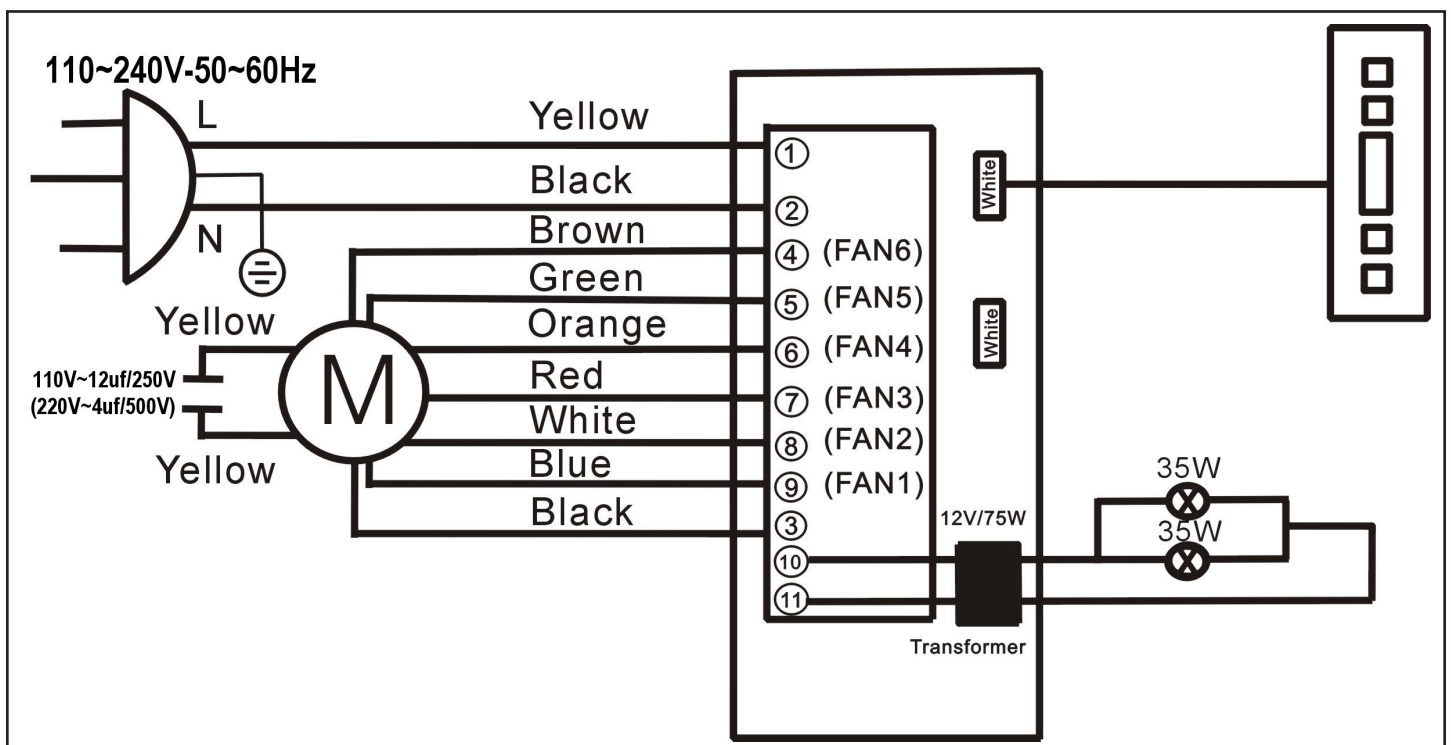 110~240V-50~60Hz
L
Yellow
①
White
Black
②
N
Brown
④ (FAN6)
Green
⑤ (FAN5)
Yellow
Orange
⑥ (FAN4)
White
M
110V~12uf/250V
(220V~4uf/500V)
Red
⑦ (FAN3)
White
⑧ (FAN2)
Yellow
Blue
⑨ (FAN1)
Black
③
12V/75W
35W
35W
⑩
⑪
Transformer